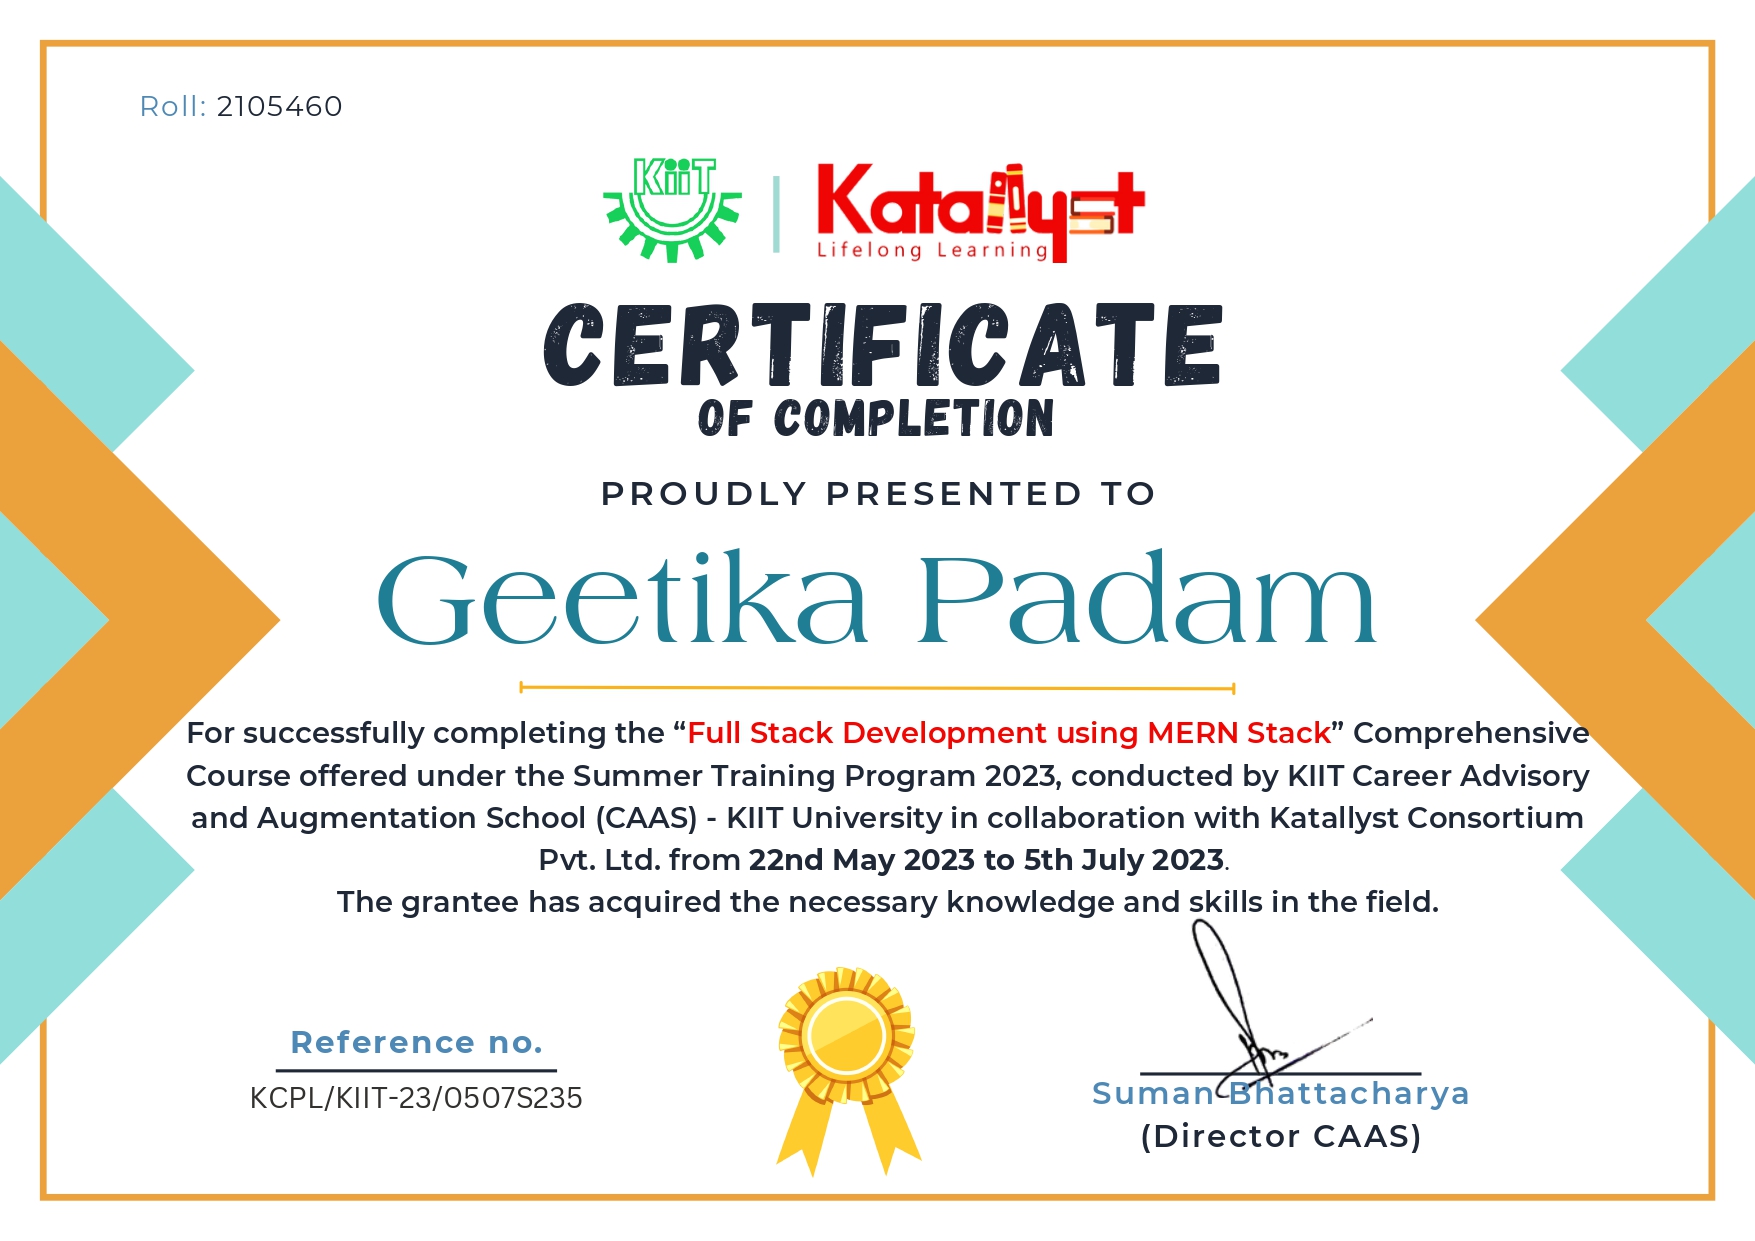 Roll: 2105460
KiiT
Katallyst
Lifelong Learning
CERTIFICATE
OF COMPLETION
PROUDLY PRESENTED TO
Geetika Padam
For successfully completing the “Full Stack Development using MERN Stack” Comprehensive
Course offered under the Summer Training Program 2023, conducted by KIIT Career Advisory
and Augmentation School (CAAS) - KIIT University in collaboration with Katallyst Consortium
Pvt. Ltd. from 22nd May 2023 to 5th July 2023.
The grantee has acquired the necessary knowledge and skills in the field.
Reference no.
KCPL/KIIT-23/0507S235
Suman Bhattacharya
(Director CAAS)